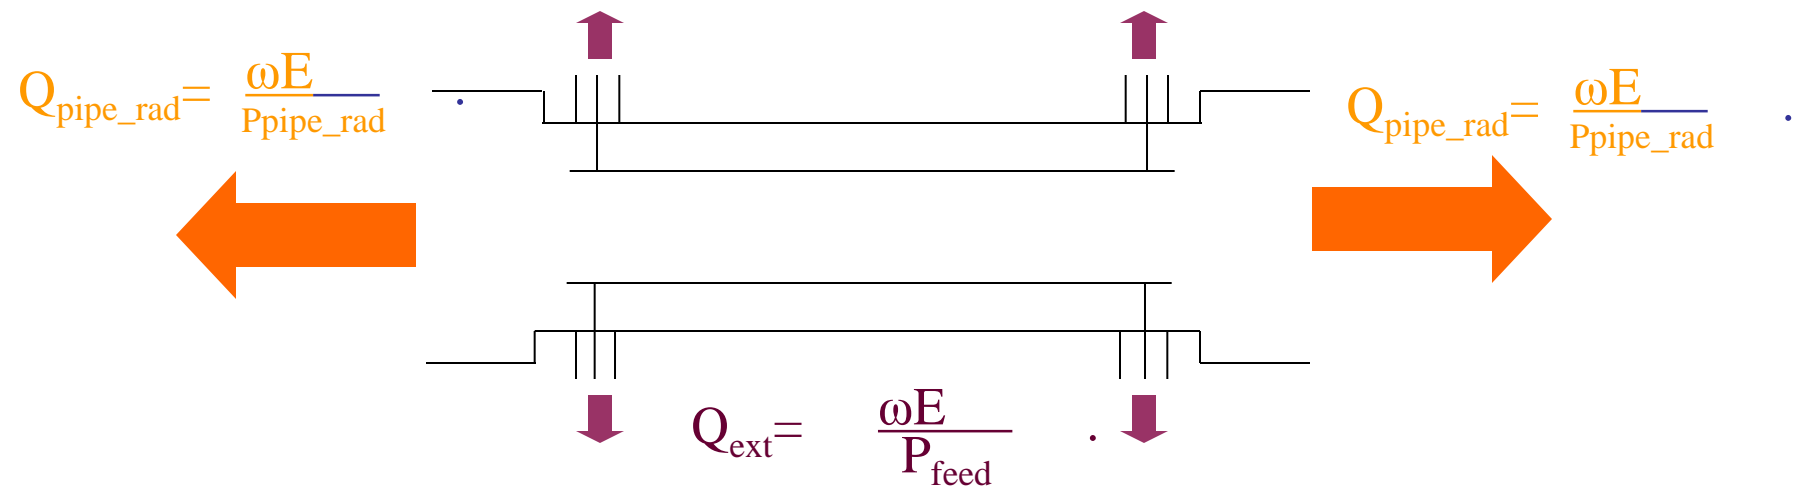 Qpipe_rad= ωE .
Ppipe_rad
Qpipe_rad= ωE .
Ppipe_rad
Qext= ωE .
Pfeed